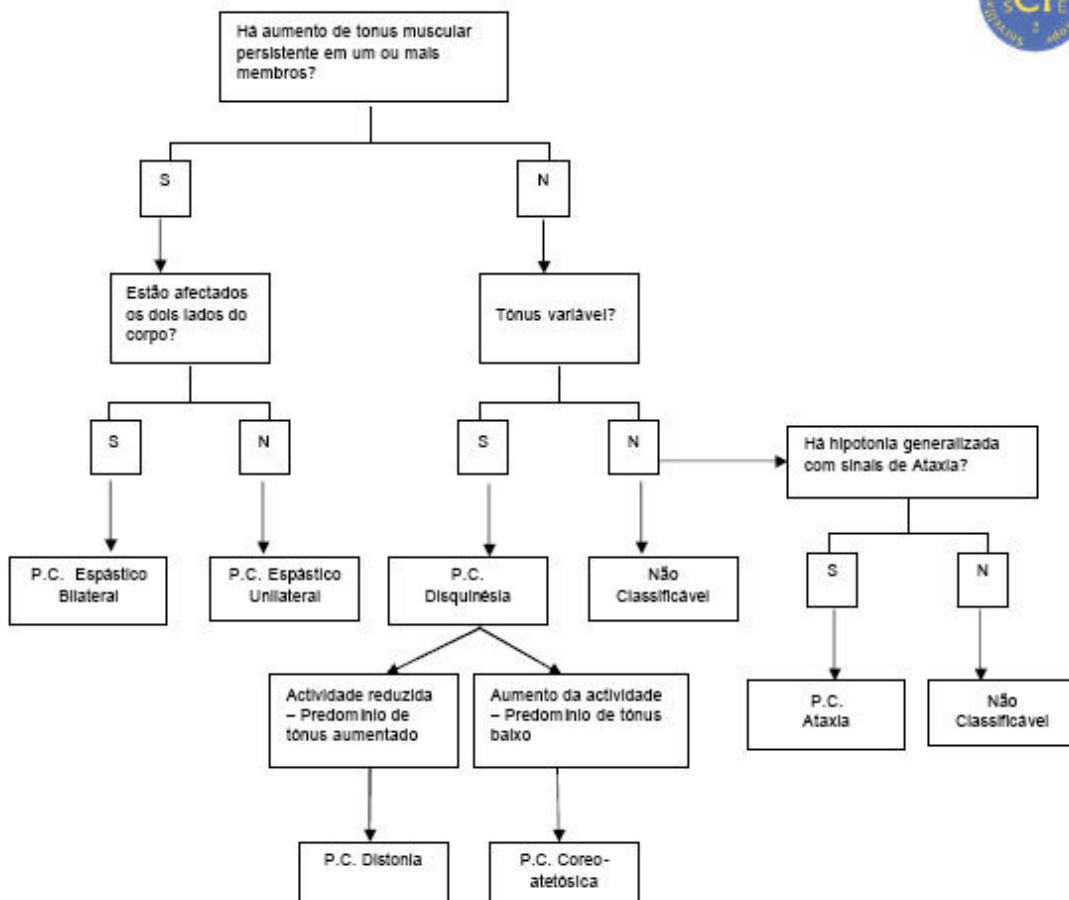 Há aumento de tonus muscular
persistente em um ou mais
membros?
S
N
Estão afectados
os dois lados do
corpo?
Tónus variável?
S
N
S
N
Há hipotonia generalizada
com sinais de Ataxia?
P.C. Espástico
Bilateral
P.C. Espástico
Unilateral
P.C.
Disquinésia
Não
Classificável
S
N
Actividade reduzida
– Predomínio de
tónus aumentado
Aumento da actividade
– Predomínio de tónus
baixo
P.C.
Ataxia
Não
Classificável
P.C. Distonia
P.C. Coreo-
atetósica